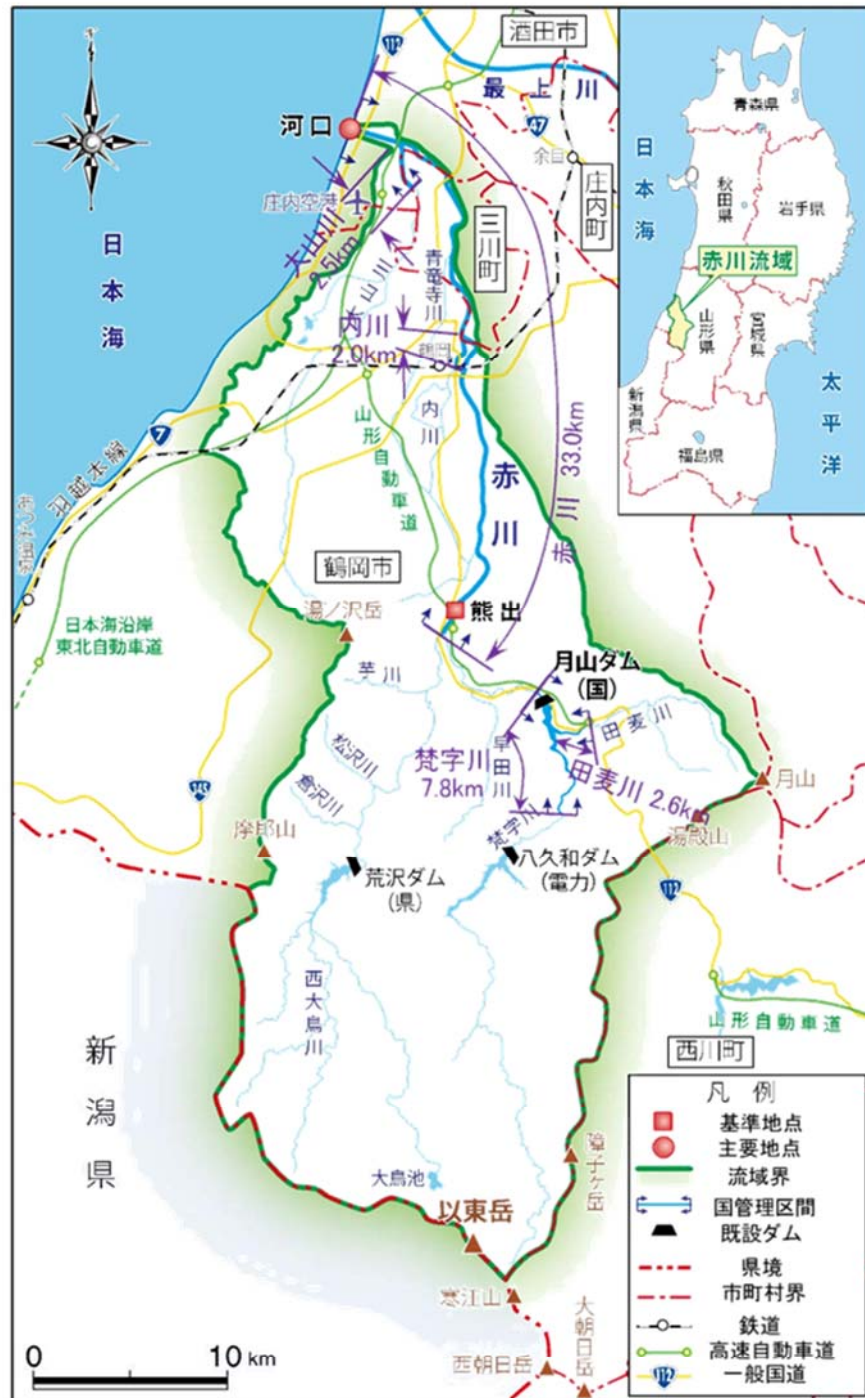 酒田市
112
最上川
河口
47
余目
庄内町
庄内空港
三川町
日本海
大山川
2.5km
大山川
青竜寺川
内川
2.0km
鶴岡
内川
7
羽越本線
あつみ温泉
山形自動車道
赤川
赤川 33.0km
鶴岡市
熊出
湯ノ沢岳
日本海沿岸
東北自動車道
月山ダム
(国)
芋川
田麦川
松沢川
倉沢川
早田川
梵字川
7.8km
田麦川 2.6km
月山
345
湯殿山
摩耶山
梵字川
荒沢ダム
(県)
八久和ダム
(電力)
112
西大鳥川
山形自動車道
西川町
新潟県
障子ヶ岳
大鳥池
以東岳
寒江山
西朝日岳
大朝日岳
0 10 km
青森県
日本海
秋田県
岩手県
赤川流域
山形県
宮城県
新潟県
福島県
太平洋
凡例
基準地点
主要地点
流域界
国管理区間
既設ダム
県境
市町村界
鉄道
高速自動車道
112 一般国道